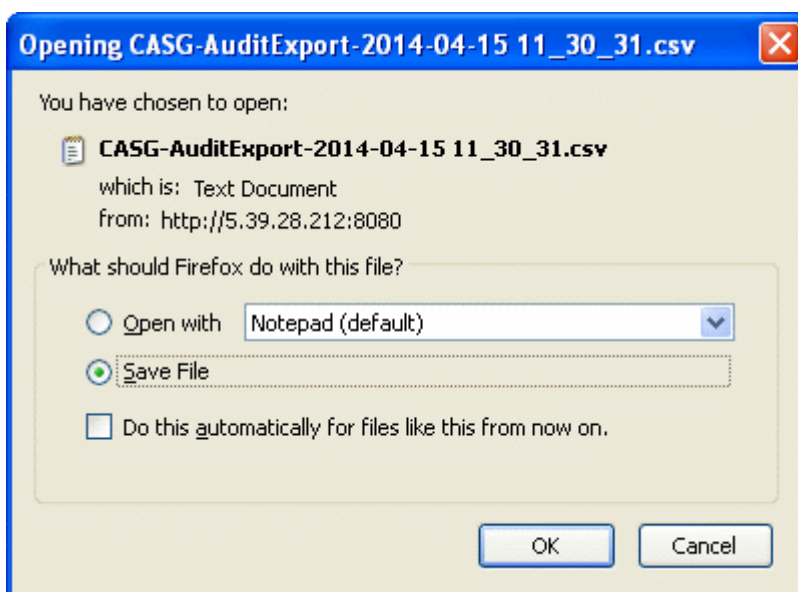 Opening CASG-AuditExport-2014-04-15 11_30_31.csv
You have chosen to open:
CASG-AuditExport-2014-04-15 11_30_31.csv
which is: Text Document
from: http://5.39.28.212:8080
What should Firefox do with this file?
Open with Notepad (default)
Save File
Do this automatically for files like this from now on.
OK Cancel